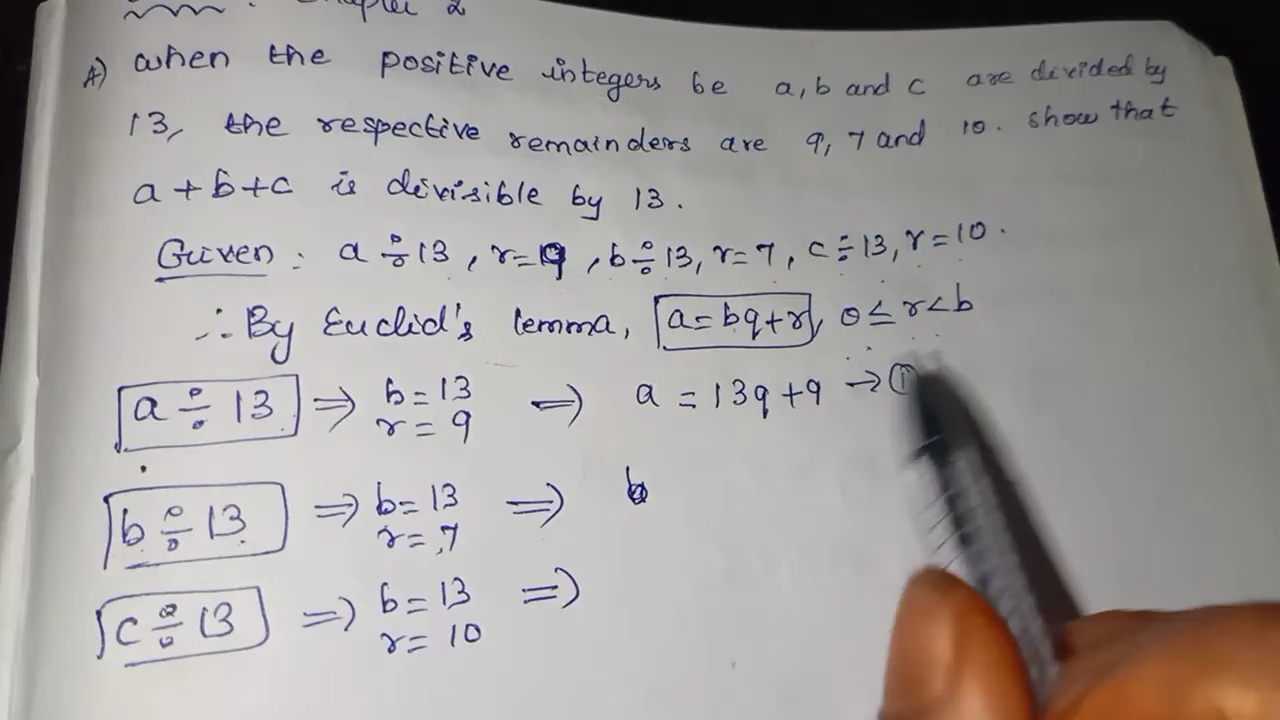 Chapter 2
A) when the positive integers be a, b and c are divided by
13, the respective remainders are 9, 7 and 10. show that
a+b+c is divisible by 13.
Given: a ÷ 13, r=9, b ÷ 13, r=7, c ÷ 13, r=10.
∴ By Euclid's lemma, a=bq+r, 0 ≤ r < b
a ÷ 13 ⇒ b=13 r=9 ⇒ a = 13q+9 → ①
b ÷ 13 ⇒ b=13 r=7 ⇒ b
c ÷ 13 ⇒ b=13 r=10 ⇒